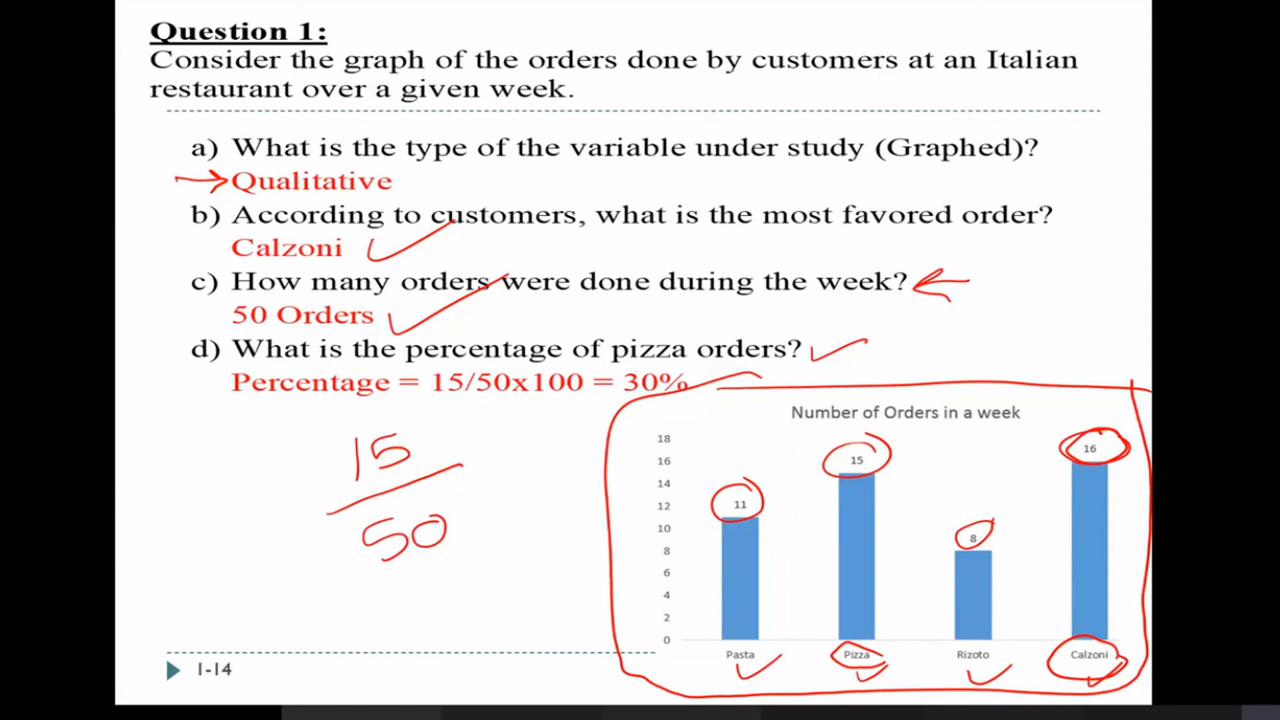 Question 1:
Consider the graph of the orders done by customers at an Italian
restaurant over a given week.
a) What is the type of the variable under study (Graphed)?
Qualitative
b) According to customers, what is the most favored order?
Calzoni
c) How many orders were done during the week?
50 Orders
d) What is the percentage of pizza orders?
Percentage = 15/50x100 = 30%
15
50
Number of Orders in a week
18
16
14
12
10
8
6
4
2
0
11
15
8
16
Pasta Pizza Rizoto Calzoni
1-14